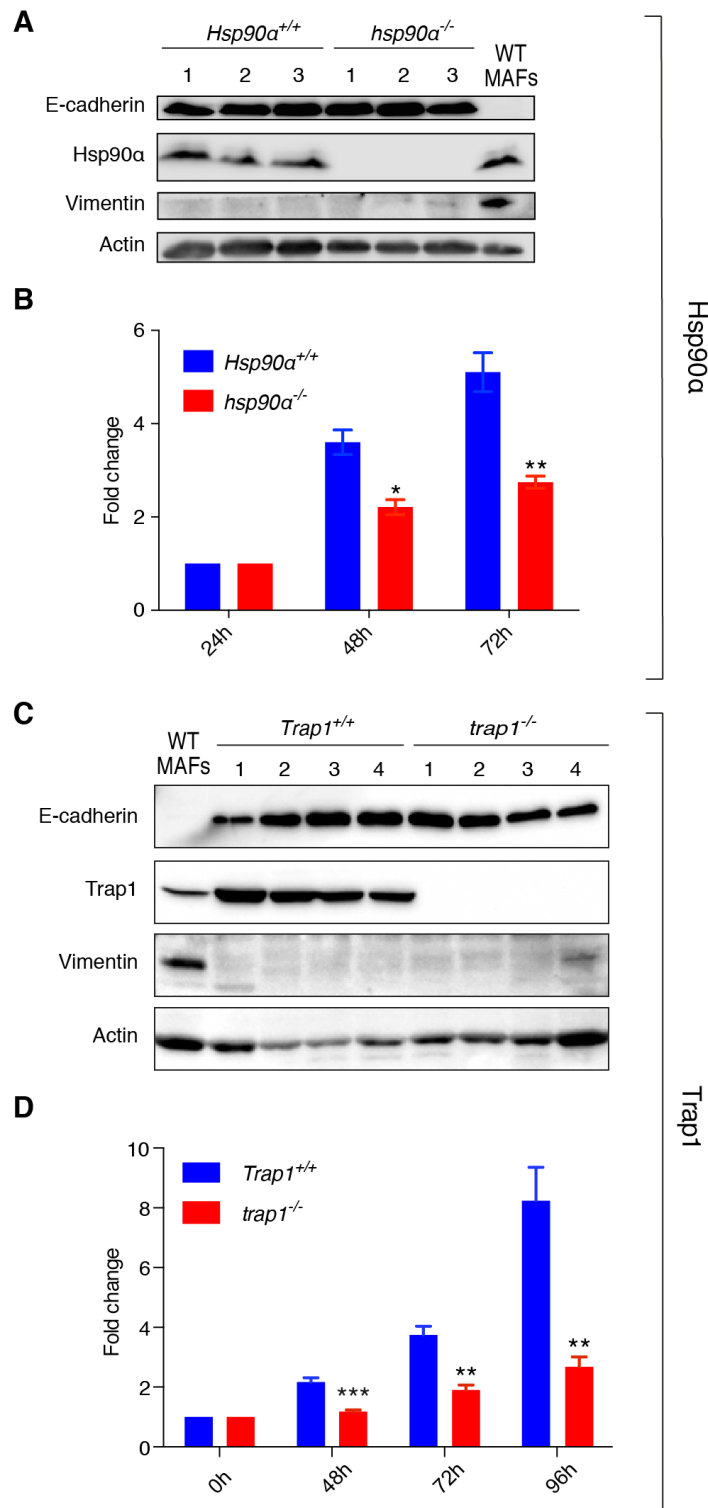 A
Hsp90α+/+ hsp90α-/- WT
MAFs
1 2 3 1 2 3
E-cadherin
Hsp90α
Vimentin
Actin
B
6
4
2
0
Fold change
Hsp90α+/+
hsp90α-/-
* **
24h 48h 72h
Hsp90α
C
WT
MAFs
Trap1+/+ trap1-/-
1 2 3 4 1 2 3 4
E-cadherin
Trap1
Vimentin
Actin
D
10
8
6
4
2
0
Fold change
Trap1+/+
trap1-/-
*** ** **
0h 48h 72h 96h
Trap1